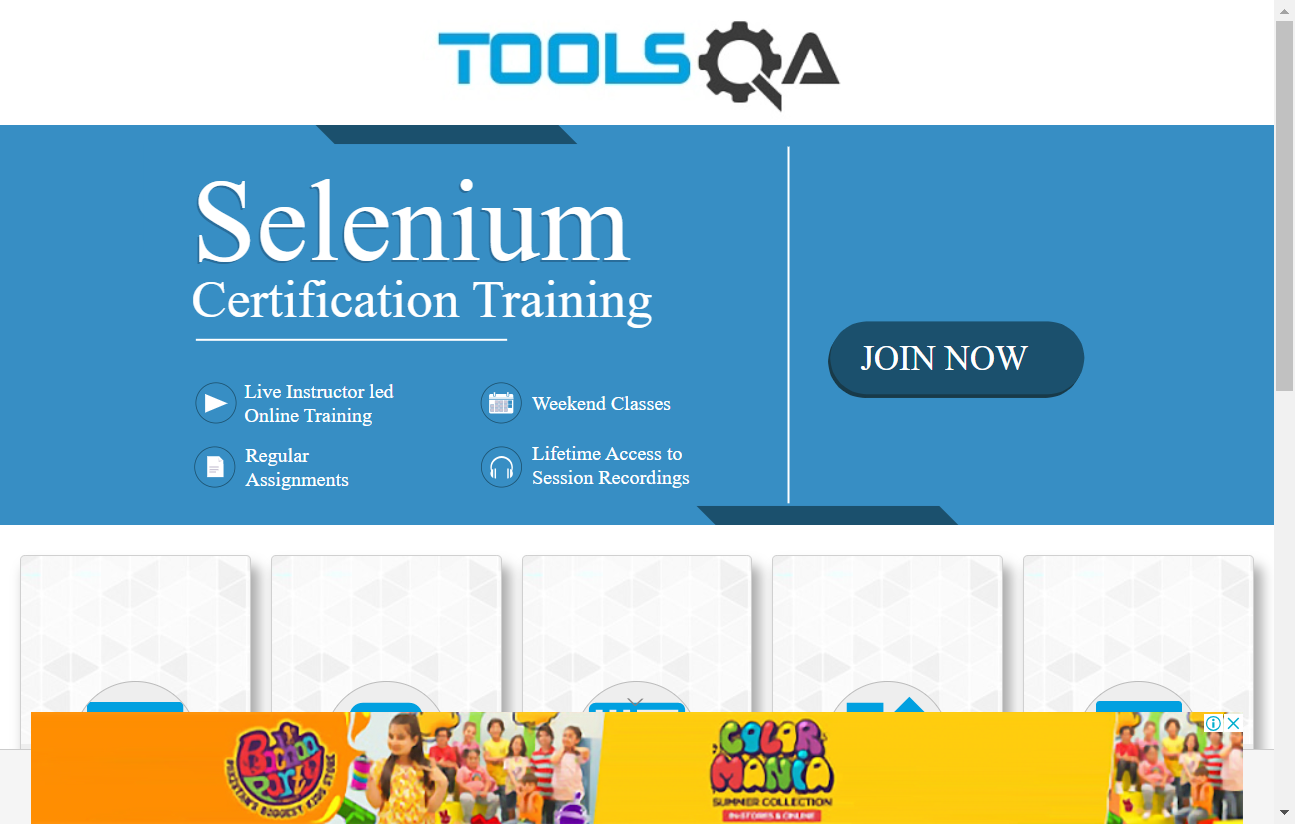 TOOLSQA
Selenium
Certification Training
Live Instructor led
Online Training
Weekend Classes
Regular
Assignments
Lifetime Access to
Session Recordings
JOIN NOW
Bachaa
Party
PAKISTAN'S BIGGEST KIDS STORE
COLOR
MANIA
SUMMER COLLECTION
IN STORES & ONLINE